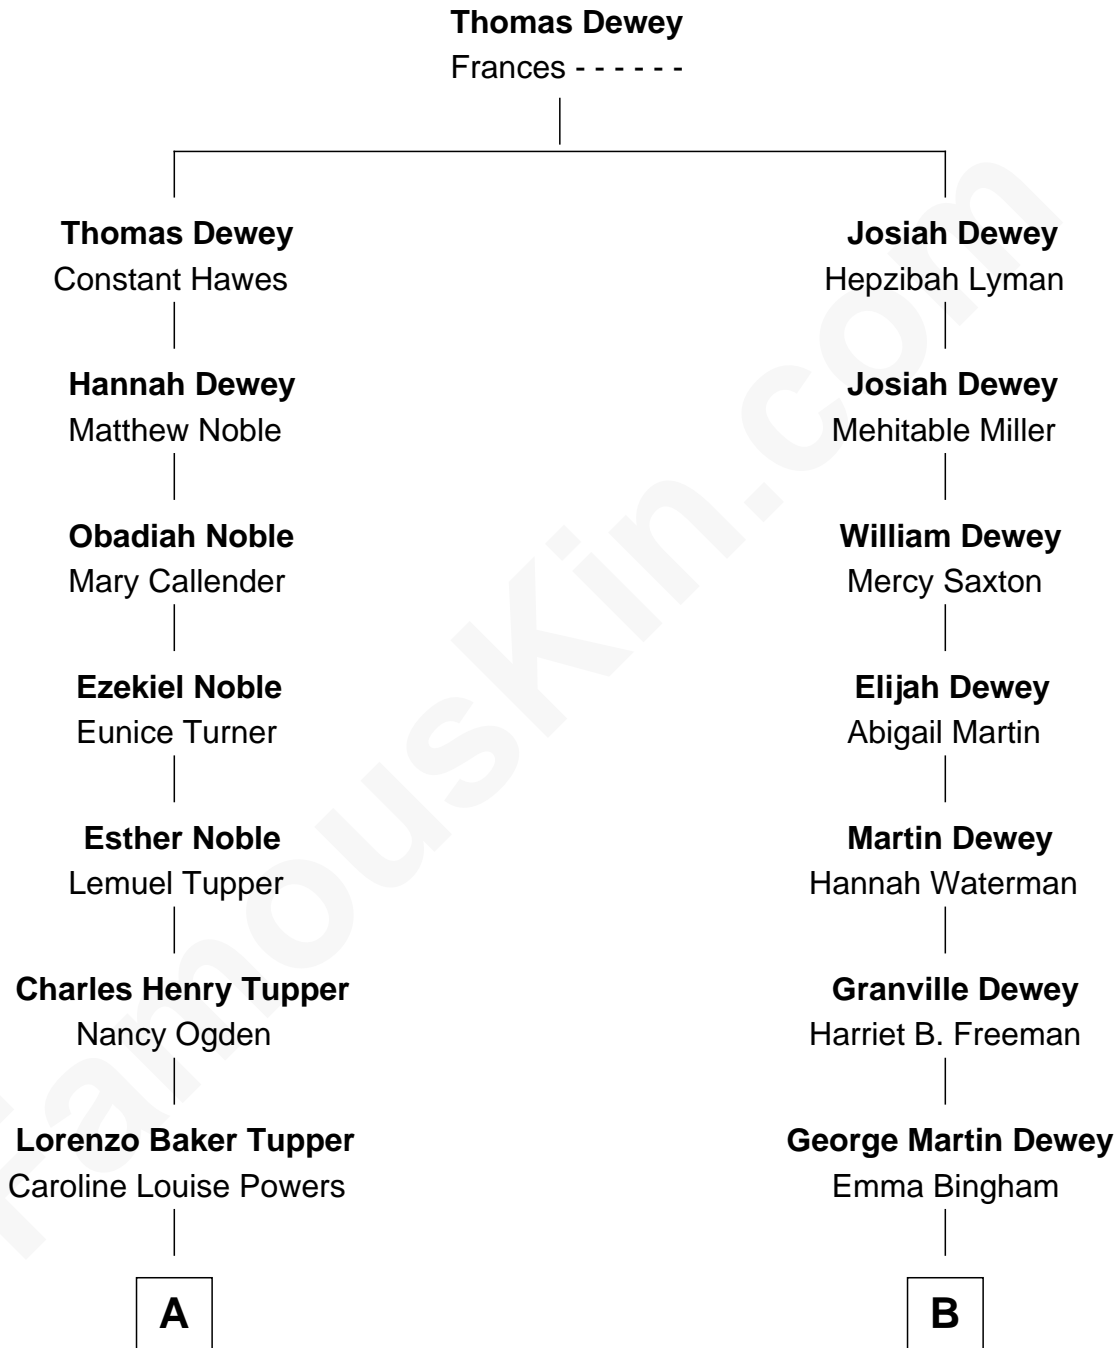 Thomas Dewey
Frances - - - - - -
Thomas Dewey
Constant Hawes
Josiah Dewey
Hepzibah Lyman
Hannah Dewey
Matthew Noble
Josiah Dewey
Mehitable Miller
Obadiah Noble
Mary Callender
William Dewey
Mercy Saxton
Ezekiel Noble
Eunice Turner
Elijah Dewey
Abigail Martin
Esther Noble
Lemuel Tupper
Martin Dewey
Hannah Waterman
Charles Henry Tupper
Nancy Ogden
Granville Dewey
Harriet B. Freeman
Lorenzo Baker Tupper
Caroline Louise Powers
George Martin Dewey
Emma Bingham
A
B
FamousKin.com